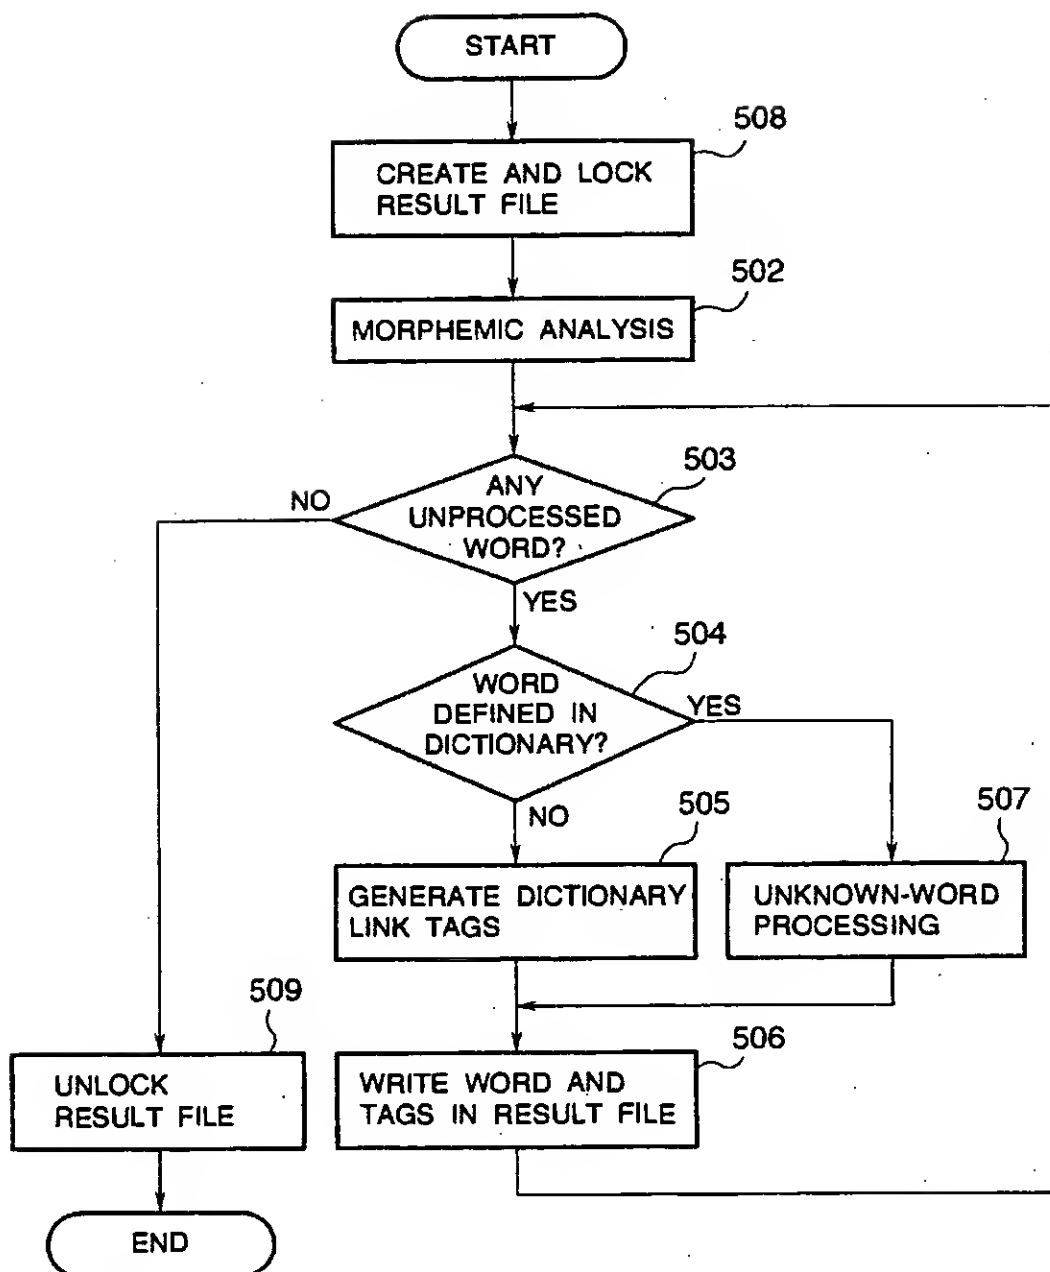 START
508
CREATE AND LOCK
RESULT FILE
502
MORPHEMIC ANALYSIS
503
NO
ANY
UNPROCESSED
WORD?
YES
504
WORD
DEFINED IN
DICTIONARY?
YES
NO
505
507
GENERATE DICTIONARY
LINK TAGS
UNKNOWN-WORD
PROCESSING
509
506
UNLOCK
RESULT FILE
WRITE WORD AND
TAGS IN RESULT FILE
END